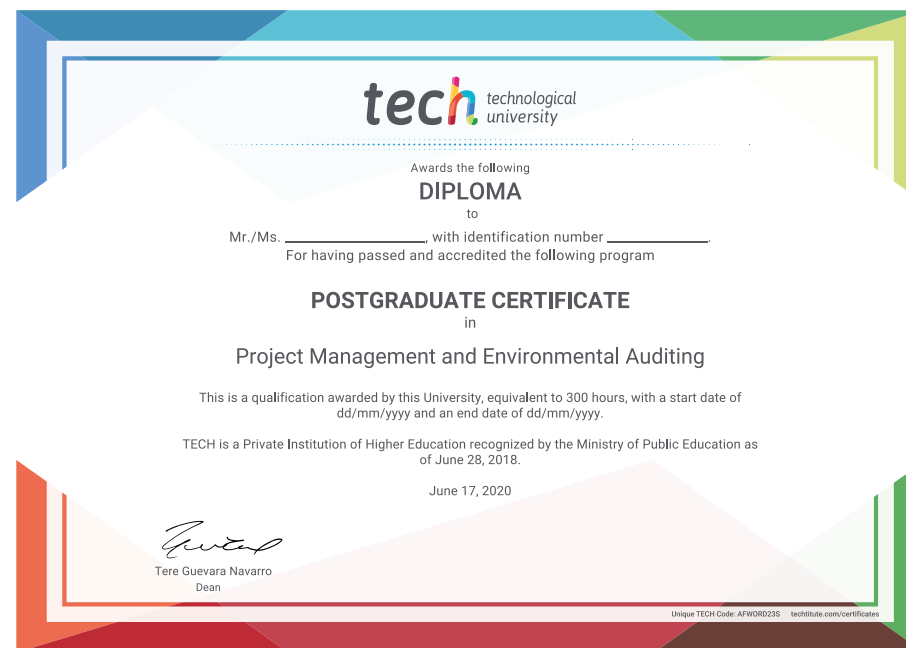 tech technological
university
Awards the following
DIPLOMA
to
Mr./Ms. ____________________, with identification number ______________.
For having passed and accredited the following program
POSTGRADUATE CERTIFICATE
in
Project Management and Environmental Auditing
This is a qualification awarded by this University, equivalent to 300 hours, with a start date of
dd/mm/yyyy and an end date of dd/mm/yyyy.
TECH is a Private Institution of Higher Education recognized by the Ministry of Public Education as
of June 28, 2018.
June 17, 2020
Tere Guevara Navarro
Dean
Unique TECH Code: AFWORD23S techtitute.com/certificates